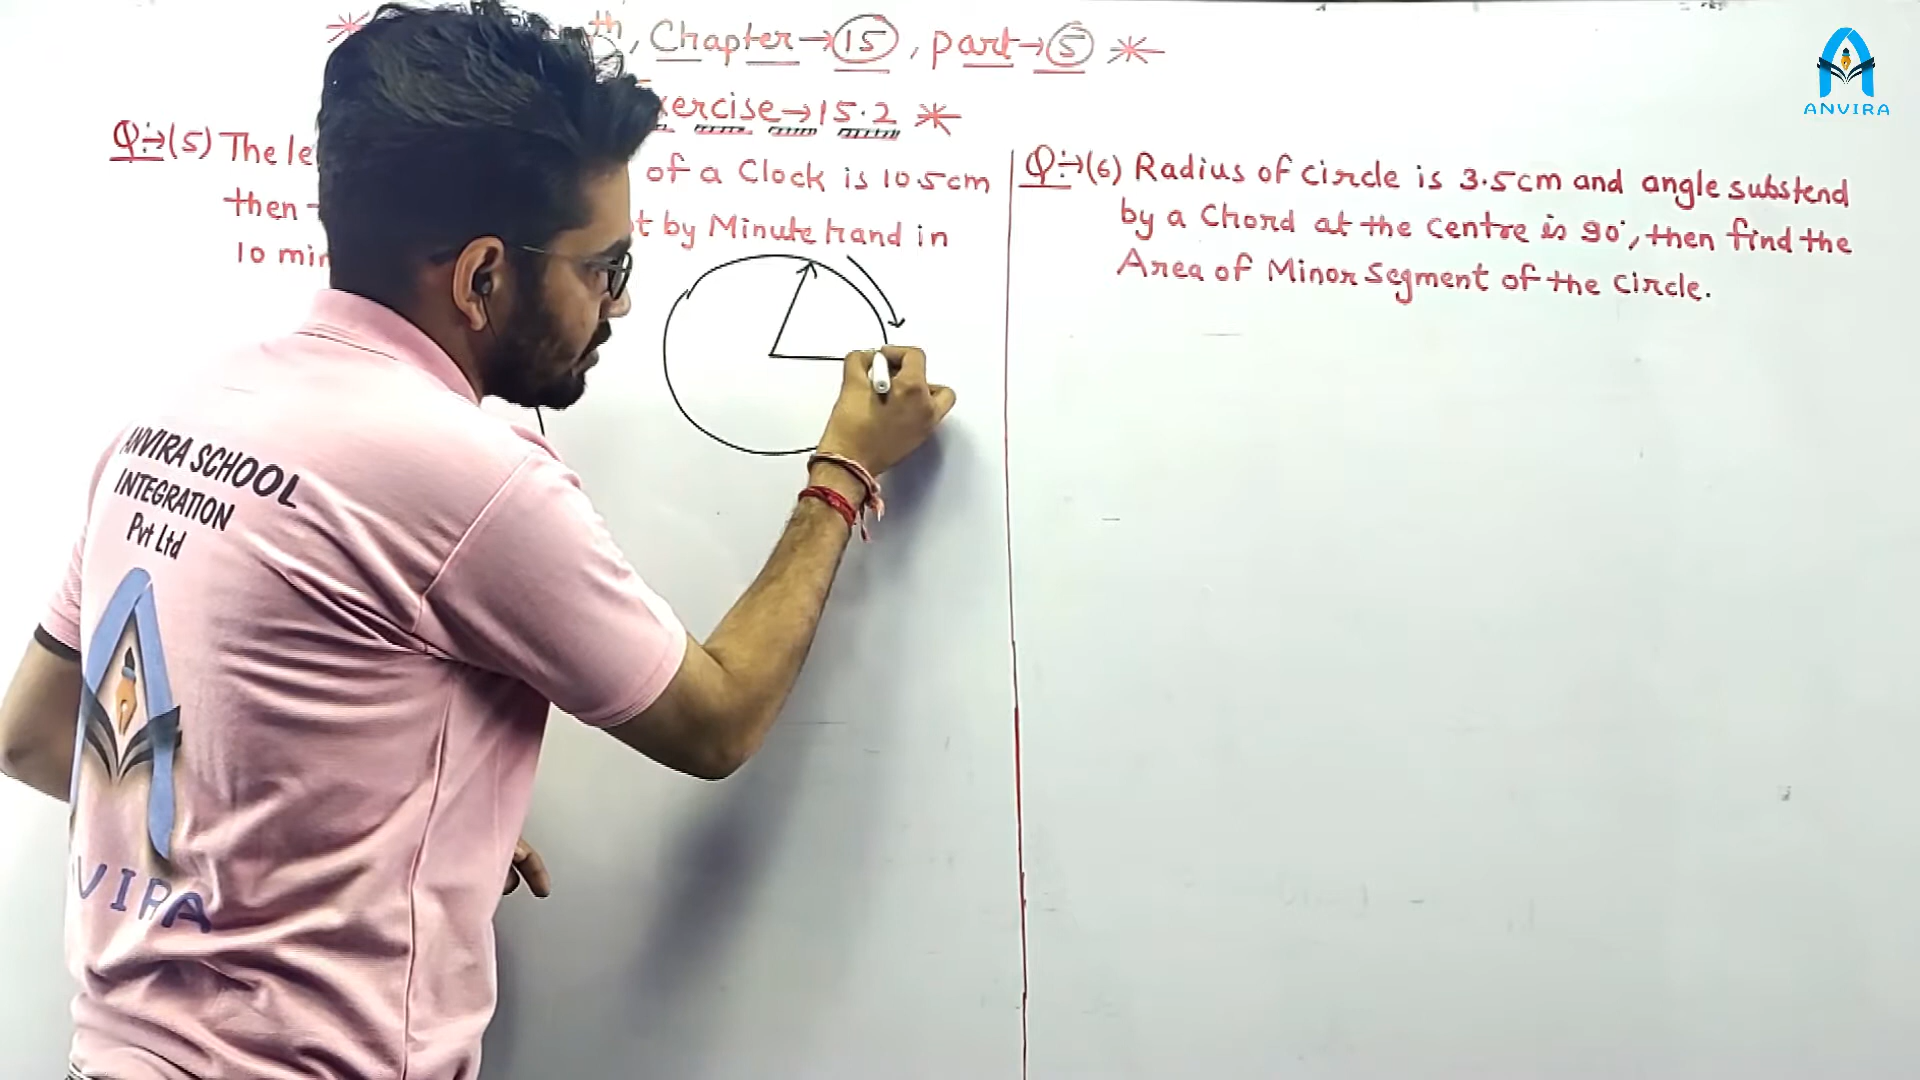 th, Chapter→15, part→5 *
xercise→15.2 *
Q:→(5) The le of a Clock is 10.5cm
then t by Minute hand in
10 min
Q:→(6) Radius of circle is 3.5cm and angle substend
by a Chord at the centre is 90°, then find the
Area of Minor Segment of the circle.
ANVIRA
ANVIRA SCHOOL
INTEGRATION
Pvt Ltd
VIRA